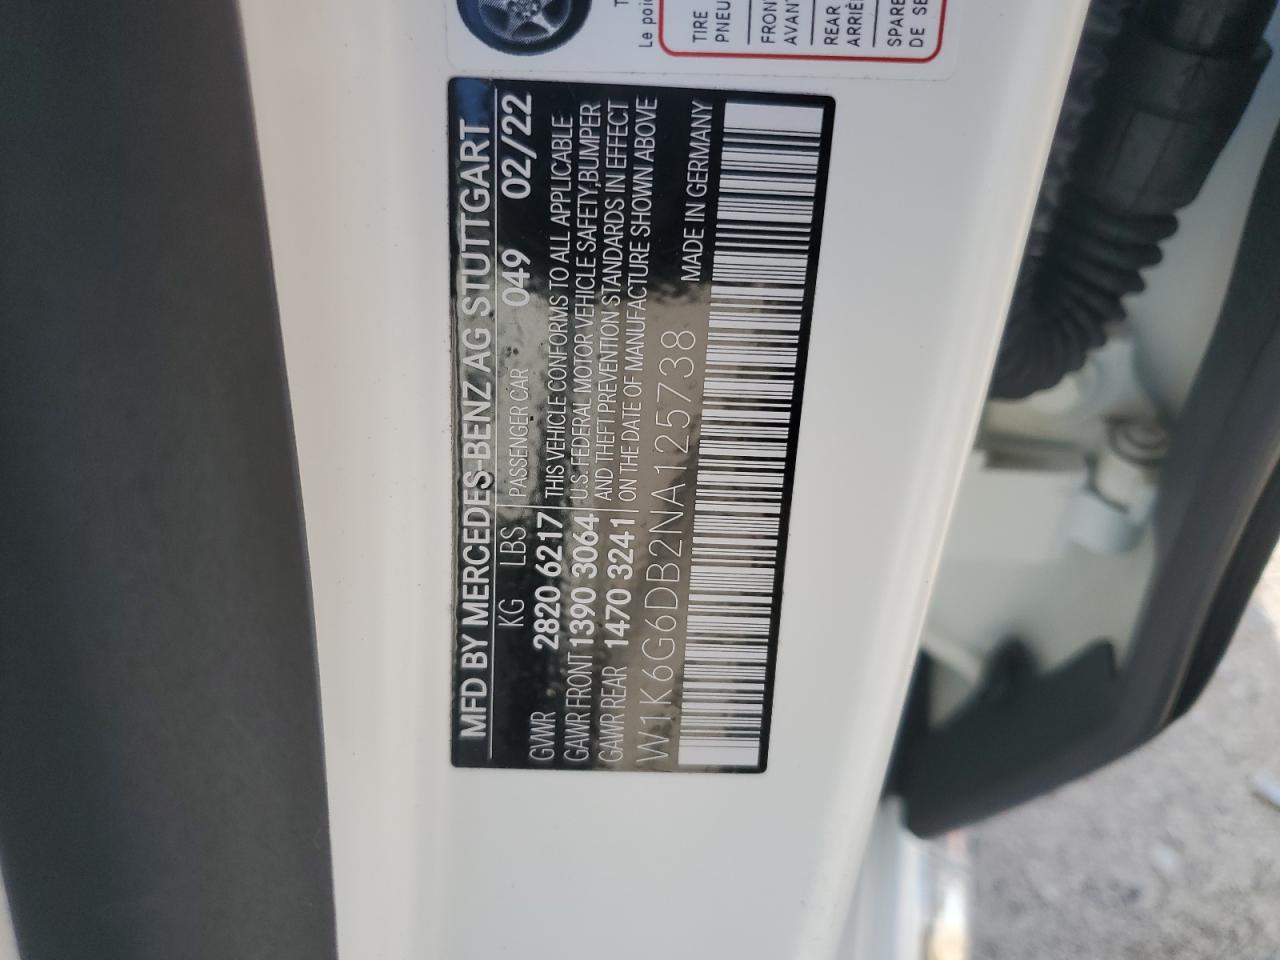 MFD BY MERCEDES-BENZ AG STUTTGART
KG LBS PASSENGER CAR 049 02/22
GVWR 2820 6217 THIS VEHICLE CONFORMS TO ALL APPLICABLE
GAWR FRONT 1390 3064 U.S. FEDERAL MOTOR VEHICLE SAFETY,BUMPER
GAWR REAR 1470 3241 AND THEFT PREVENTION STANDARDS IN EFFECT
ON THE DATE OF MANUFACTURE SHOWN ABOVE
W1K6G6DB2NA125738 MADE IN GERMANY
Le
TIRE
PNEU
FRONT
AVANT
REAR
ARRIÈ
SPARE
DE SE